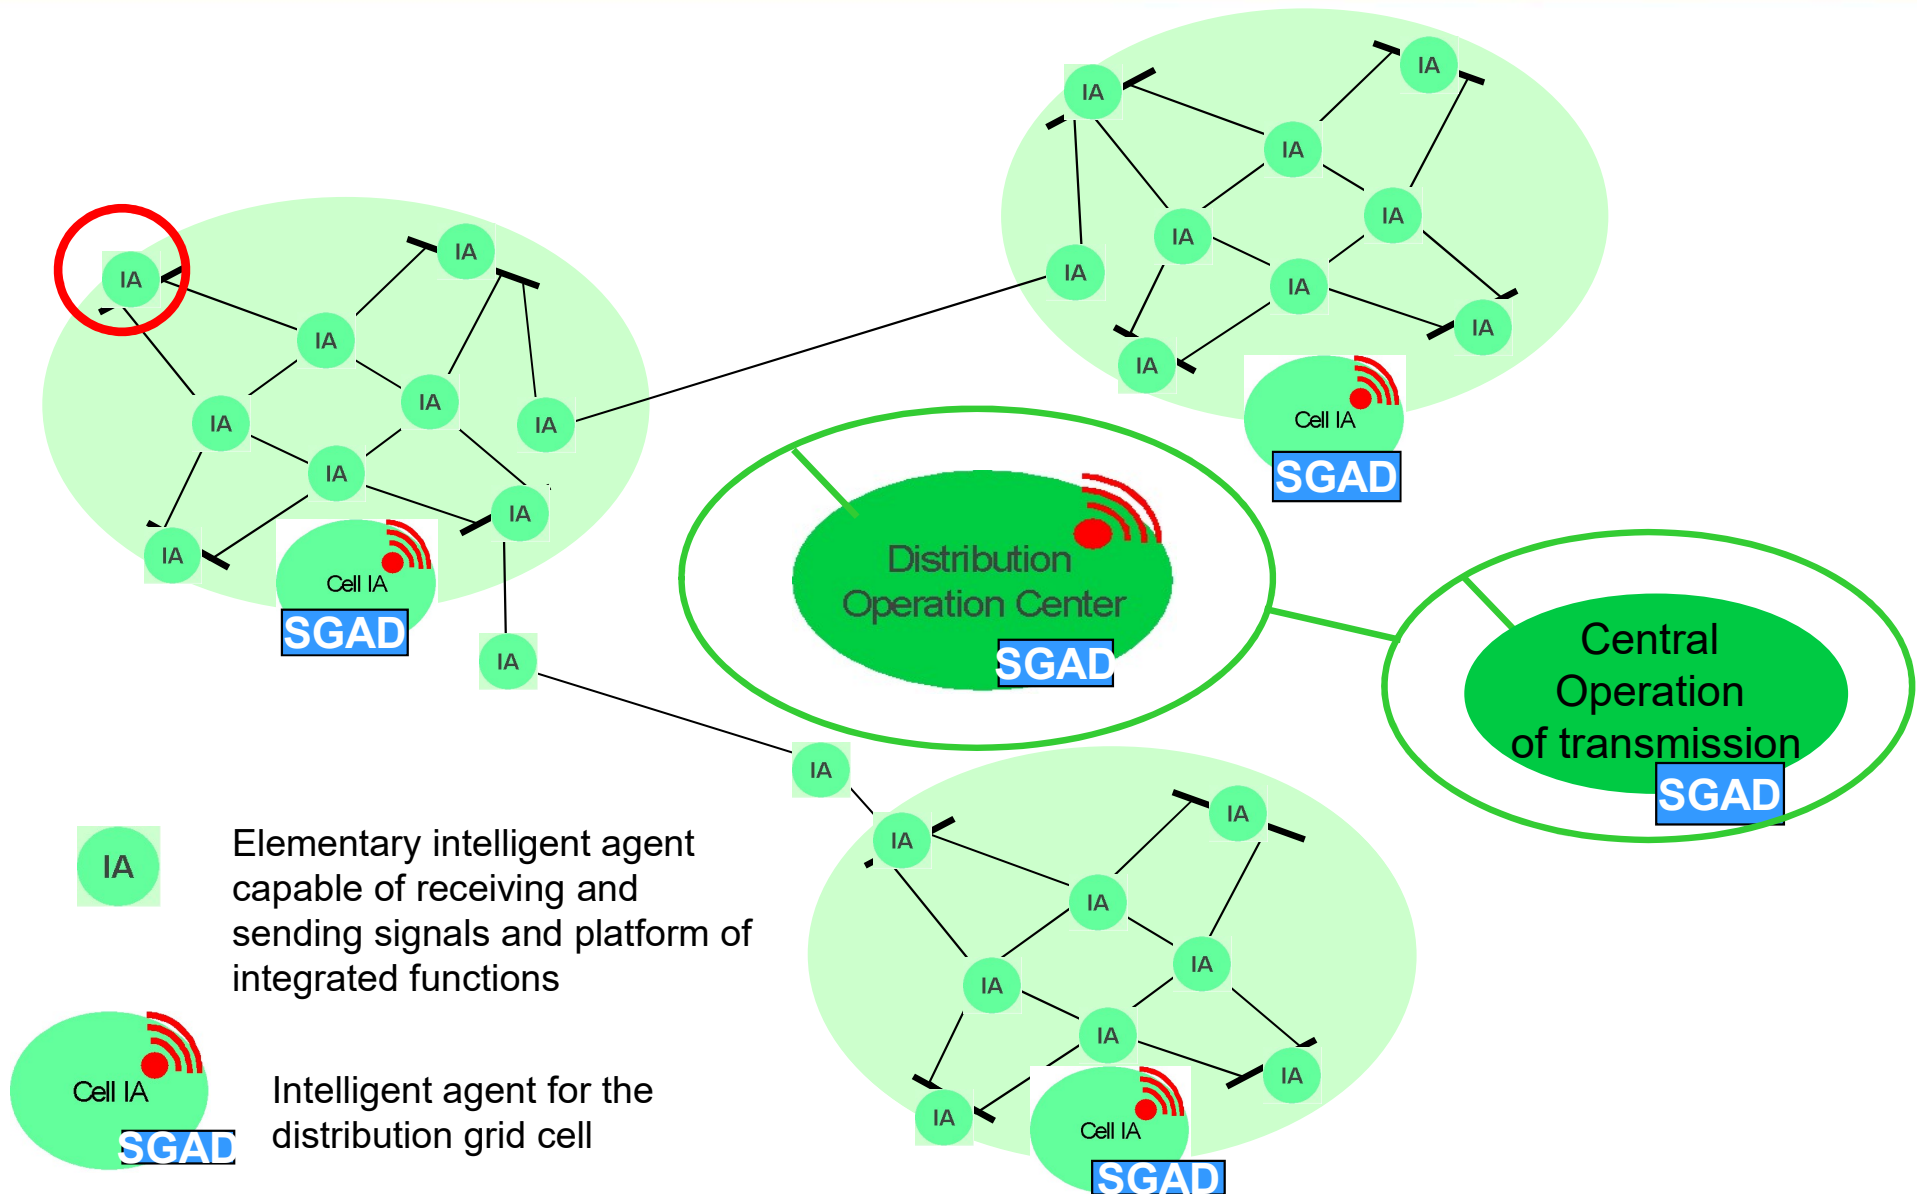 IA
IA
IA
IA
IA
IA
IA
IA
IA
IA
Cell IA
SGAD
IA
IA
IA
IA
IA
IA
IA
IA
IA
Cell IA
SGAD
Distribution
Operation Center
SGAD
Central
Operation
of transmission
SGAD
IA
IA
IA
IA
IA
IA
IA
IA
IA
IA
Cell IA
SGAD
IA
Elementary intelligent agent
capable of receiving and
sending signals and platform of
integrated functions
Cell IA
SGAD
Intelligent agent for the
distribution grid cell